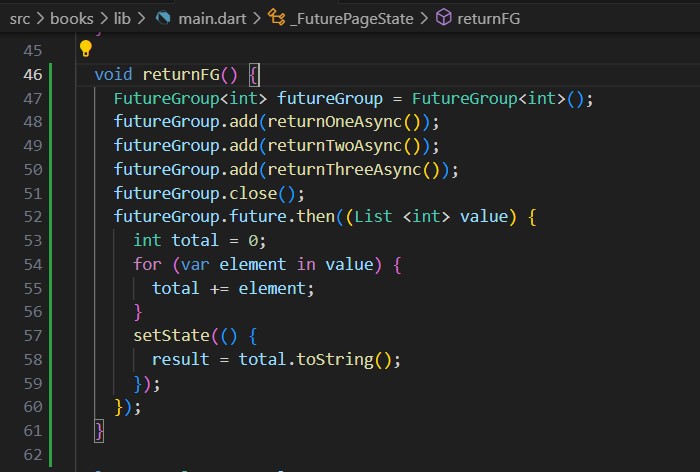 src > books > lib > main.dart > _FuturePageState > returnFG
45
46 void returnFG() {
47 FutureGroup<int> futureGroup = FutureGroup<int>();
48 futureGroup.add(returnOneAsync());
49 futureGroup.add(returnTwoAsync());
50 futureGroup.add(returnThreeAsync());
51 futureGroup.close();
52 futureGroup.future.then((List <int> value) {
53 int total = 0;
54 for (var element in value) {
55 total += element;
56 }
57 setState(() {
58 result = total.toString();
59 });
60 });
61 }
62